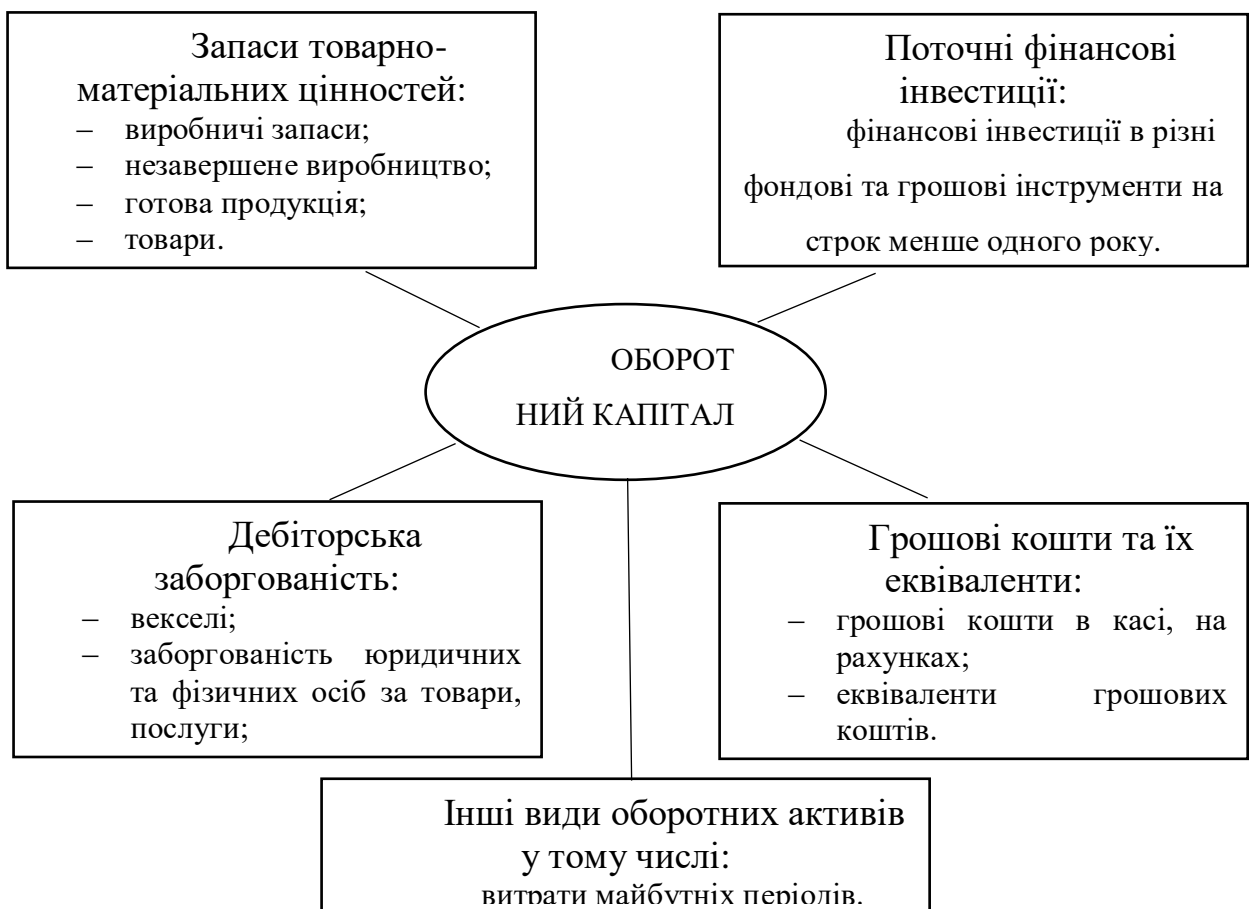 Запаси товарно-
матеріальних цінностей:
– виробничі запаси;
– незавершене виробництво;
– готова продукція;
– товари.
Поточні фінансові
інвестиції:
фінансові інвестиції в різні
фондові та грошові інструменти на
строк менше одного року.
ОБОРОТ
НИЙ КАПІТАЛ
Дебіторська
заборгованість:
– векселі;
– заборгованість юридичних
та фізичних осіб за товари,
послуги;
Грошові кошти та їх
еквіваленти:
– грошові кошти в касі, на
рахунках;
– еквіваленти грошових
коштів.
Інші види оборотних активів
у тому числі:
витрати майбутніх періодів.